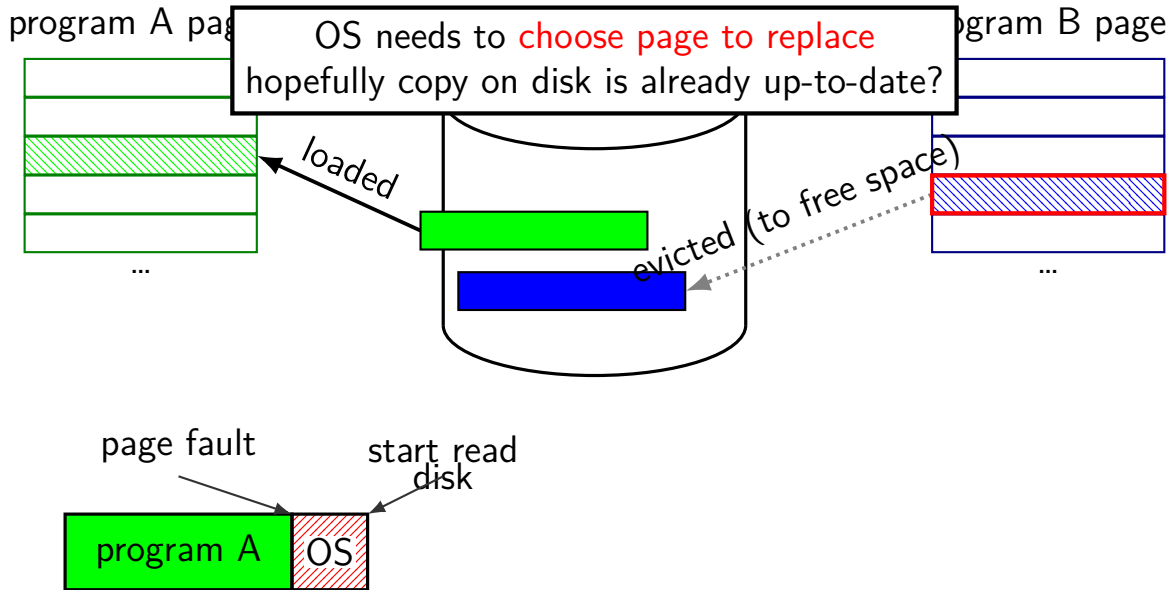 program A pag
OS needs to choose page to replace
hopefully copy on disk is already up-to-date?
ogram B page
loaded
evicted (to free space)
...
...
page fault
start read
disk
program A
OS